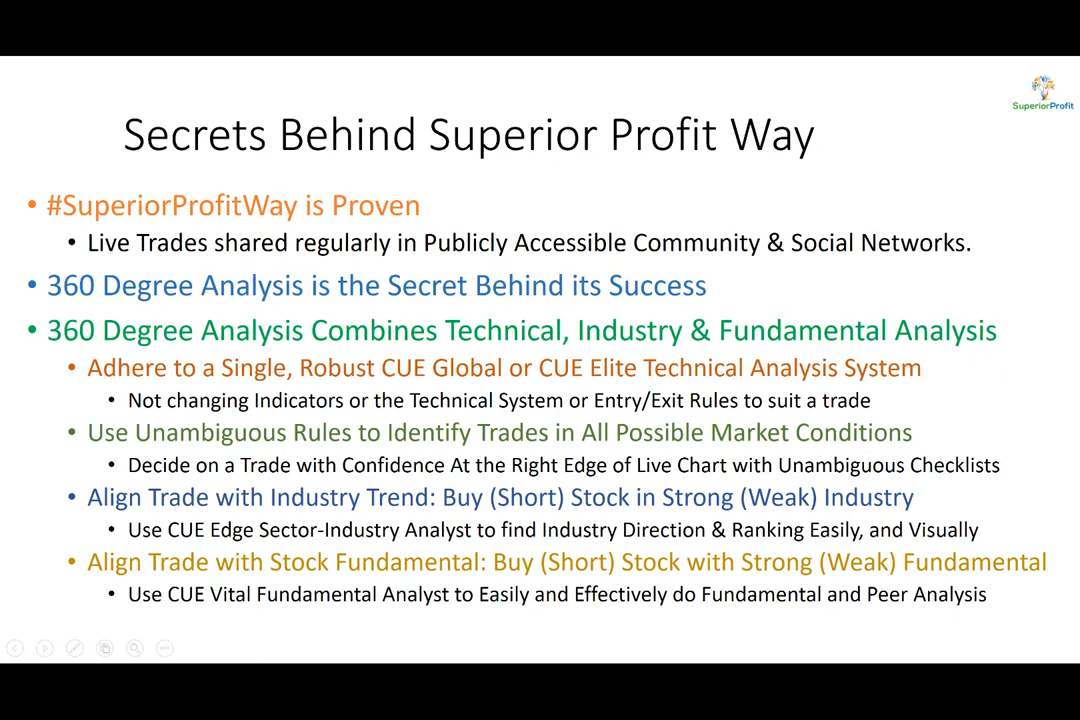 SuperiorProfit
Secrets Behind Superior Profit Way
• #SuperiorProfitWay is Proven
• Live Trades shared regularly in Publicly Accessible Community & Social Networks.
• 360 Degree Analysis is the Secret Behind its Success
• 360 Degree Analysis Combines Technical, Industry & Fundamental Analysis
• Adhere to a Single, Robust CUE Global or CUE Elite Technical Analysis System
• Not changing Indicators or the Technical System or Entry/Exit Rules to suit a trade
• Use Unambiguous Rules to Identify Trades in All Possible Market Conditions
• Decide on a Trade with Confidence At the Right Edge of Live Chart with Unambiguous Checklists
• Align Trade with Industry Trend: Buy (Short) Stock in Strong (Weak) Industry
• Use CUE Edge Sector-Industry Analyst to find Industry Direction & Ranking Easily, and Visually
• Align Trade with Stock Fundamental: Buy (Short) Stock with Strong (Weak) Fundamental
• Use CUE Vital Fundamental Analyst to Easily and Effectively do Fundamental and Peer Analysis